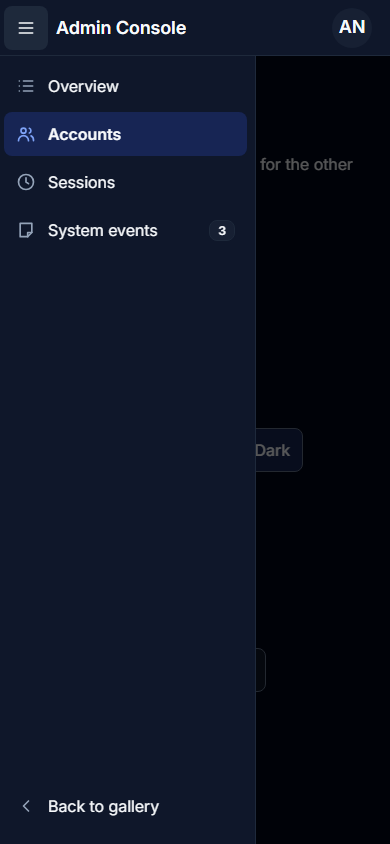 Admin Console
AN
Overview
Accounts
for the other
Sessions
System events
3
Dark
Back to gallery